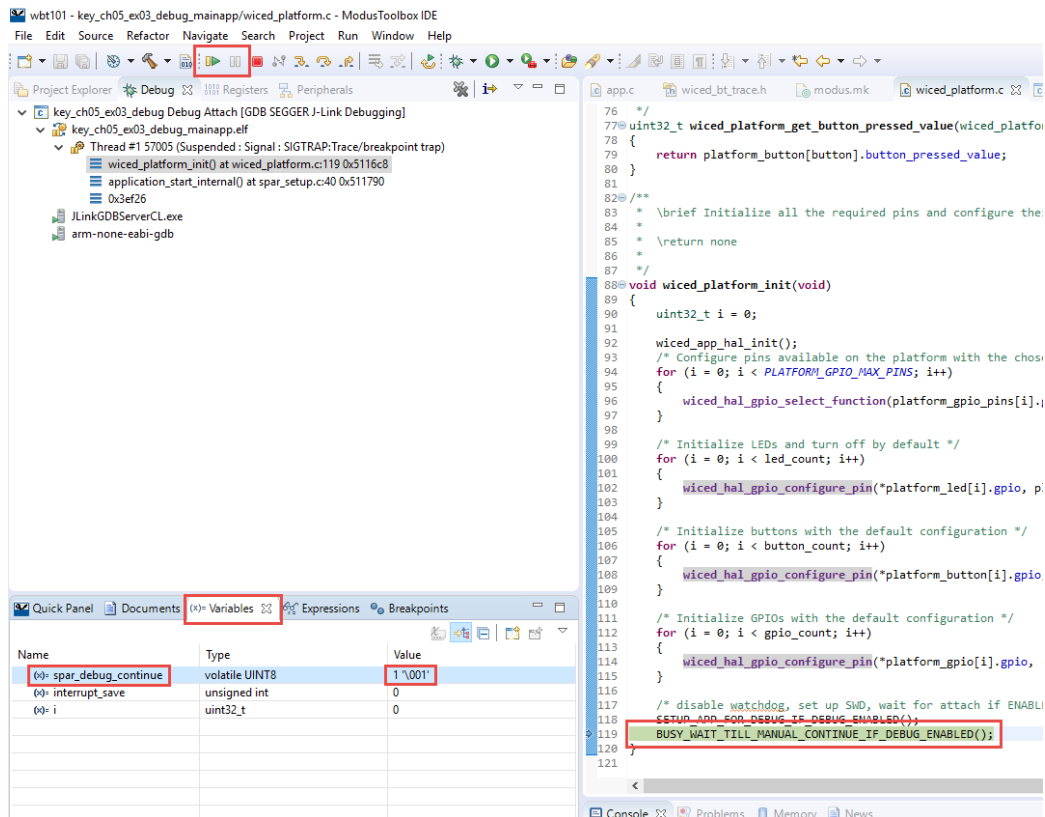 wbt101 - key_ch05_ex03_debug_mainapp/wiced_platform.c - ModusToolbox IDE
File Edit Source Refactor Navigate Search Project Run Window Help
Project Explorer Debug Registers Peripherals
key_ch05_ex03_debug Debug Attach [GDB SEGGER J-Link Debugging]
key_ch05_ex03_debug_mainapp.elf
Thread #1 57005 (Suspended : Signal : SIGTRAP:Trace/breakpoint trap)
wiced_platform_init() at wiced_platform.c:119 0x5116c8
application_start_internal() at spar_setup.c:40 0x511790
0x3ef26
JLinkGDBServerCL.exe
arm-none-eabi-gdb
app.c wiced_bt_trace.h modus.mk wiced_platform.c
76 */
77 uint32_t wiced_platform_get_button_pressed_value(wiced_platfo
78 {
79 return platform_button[button].button_pressed_value;
80 }
81
82 /**
83 * \brief Initialize all the required pins and configure thei
84 *
85 * \return none
86 *
87 */
88 void wiced_platform_init(void)
89 {
90 uint32_t i = 0;
91
92 wiced_app_hal_init();
93 /* Configure pins available on the platform with the chose
94 for (i = 0; i < PLATFORM_GPIO_MAX_PINS; i++)
95 {
96 wiced_hal_gpio_select_function(platform_gpio_pins[i].g
97 }
98
99 /* Initialize LEDs and turn off by default */
100 for (i = 0; i < led_count; i++)
101 {
102 wiced_hal_gpio_configure_pin(*platform_led[i].gpio, pl
103 }
104
105 /* Initialize buttons with the default configuration */
106 for (i = 0; i < button_count; i++)
107 {
108 wiced_hal_gpio_configure_pin(*platform_button[i].gpio,
109 }
110
111 /* Initialize GPIOs with the default configuration */
112 for (i = 0; i < gpio_count; i++)
113 {
114 wiced_hal_gpio_configure_pin(*platform_gpio[i].gpio,
115 }
116
117 /* disable watchdog, set up SWD, wait for attach if ENABL
118 SETUP_APP_FOR_DEBUG_IF_DEBUG_ENABLED();
119 BUSY_WAIT_TILL_MANUAL_CONTINUE_IF_DEBUG_ENABLED();
120 }
121
Quick Panel Documents (x)= Variables Expressions Breakpoints
Name Type Value
(x)= spar_debug_continue volatile UINT8 1 '\001'
(x)= interrupt_save unsigned int 0
(x)= i uint32_t 0
Console Problems Memory News